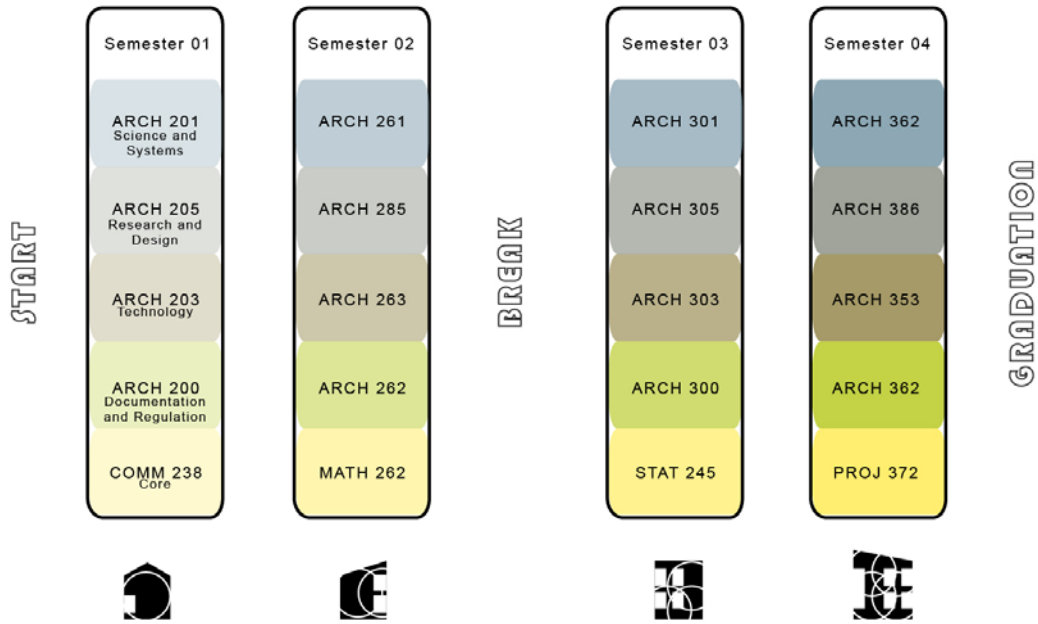 START
Semester 01
ARCH 201
Science and
Systems
ARCH 205
Research and
Design
ARCH 203
Technology
ARCH 200
Documentation
and Regulation
COMM 238
Core
Semester 02
ARCH 261
ARCH 285
ARCH 263
ARCH 262
MATH 262
BREAK
Semester 03
ARCH 301
ARCH 305
ARCH 303
ARCH 300
STAT 245
Semester 04
ARCH 362
ARCH 386
ARCH 353
ARCH 362
PROJ 372
GRADUATION